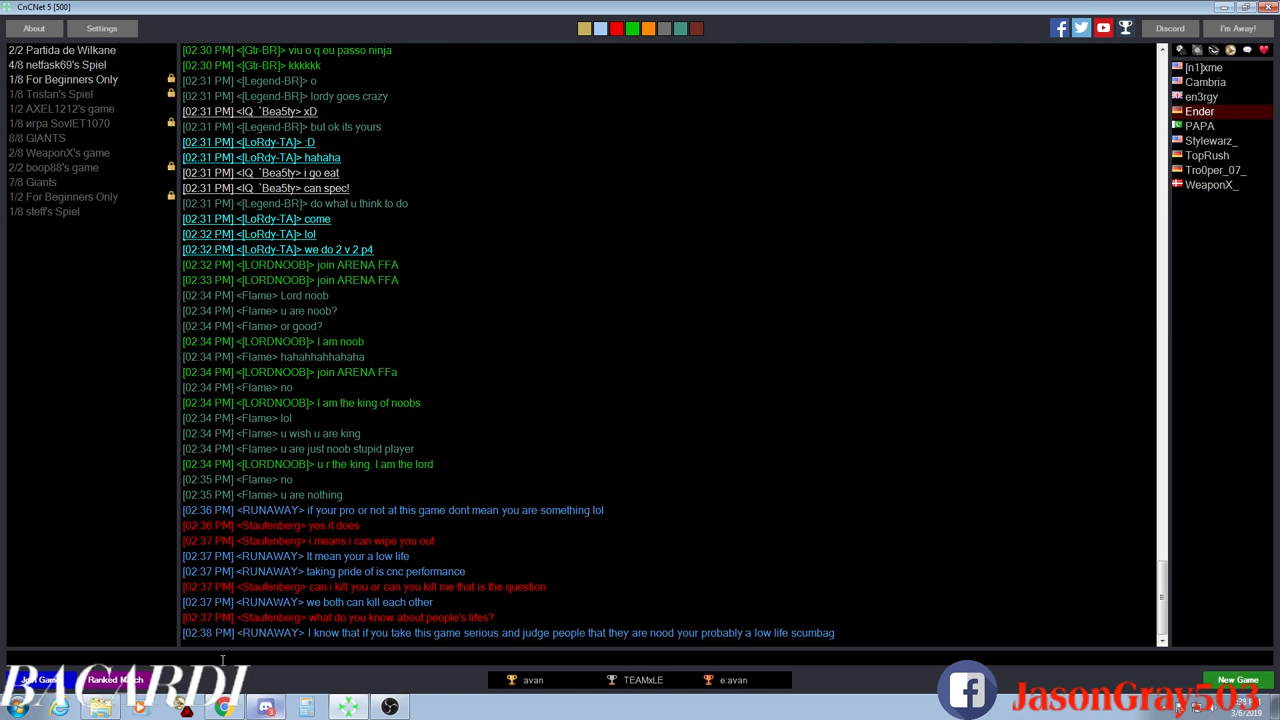 CnCNet 5 [500]
About
Settings
Discord
I'm Away!
2/2 Partida de Wilkane
4/8 netfask69's Spiel
1/8 For Beginners Only
1/8 Tristan's Spiel
1/2 AXEL1212's game
1/8 игра SovIET1070
8/8 GIANTS
2/8 WeaponX's game
2/2 boop88's game
7/8 Giants
1/2 For Beginners Only
1/8 steff's Spiel
[02:30 PM] <[Gtr-BR]> viu o q eu passo ninja
[02:30 PM] <[Gtr-BR]> kkkkkk
[02:31 PM] <[Legend-BR]> o
[02:31 PM] <[Legend-BR]> lordy goes crazy
[02:31 PM] <IQ_`Bea5ty> xD
[02:31 PM] <[Legend-BR]> but ok its yours
[02:31 PM] <[LoRdy-TA]> :D
[02:31 PM] <[LoRdy-TA]> hahaha
[02:31 PM] <IQ_`Bea5ty> i go eat
[02:31 PM] <IQ_`Bea5ty> can spec!
[02:31 PM] <[Legend-BR]> do what u think to do
[02:31 PM] <[LoRdy-TA]> come
[02:32 PM] <[LoRdy-TA]> lol
[02:32 PM] <[LoRdy-TA]> we do 2 v 2 p4
[02:32 PM] <[LORDNOOB]> join ARENA FFA
[02:33 PM] <[LORDNOOB]> join ARENA FFA
[02:34 PM] <Flame> Lord noob
[02:34 PM] <Flame> u are noob?
[02:34 PM] <Flame> or good?
[02:34 PM] <[LORDNOOB]> I am noob
[02:34 PM] <Flame> hahahhahhahaha
[02:34 PM] <[LORDNOOB]> join ARENA FFa
[02:34 PM] <Flame> no
[02:34 PM] <[LORDNOOB]> I am the king of noobs
[02:34 PM] <Flame> lol
[02:34 PM] <Flame> u wish u are king
[02:34 PM] <Flame> u are just noob stupid player
[02:34 PM] <[LORDNOOB]> u r the king. I am the lord
[02:35 PM] <Flame> no
[02:35 PM] <Flame> u are nothing
[02:36 PM] <RUNAWAY> if your pro or not at this game dont mean you are something lol
[02:36 PM] <Staufenberg> yes it does
[02:37 PM] <Staufenberg> i means i can wipe you out
[02:37 PM] <RUNAWAY> It mean your a low life
[02:37 PM] <RUNAWAY> taking pride of is cnc performance
[02:37 PM] <Staufenberg> can i kill you or can you kill me that is the question
[02:37 PM] <RUNAWAY> we both can kill each other
[02:37 PM] <Staufenberg> what do you know about people's lifes?
[02:38 PM] <RUNAWAY> I know that if you take this game serious and judge people that they are nood your probably a low life scumbag
[n1]xme
Cambria
en3rgy
Ender
PAPA
Stylewarz_
TopRush
Tro0per_07_
WeaponX_
Join Game
Ranked Match
avan
TEAMxLE
e:avan
New Game
BACARDI
JasonGray503
3/6/2019